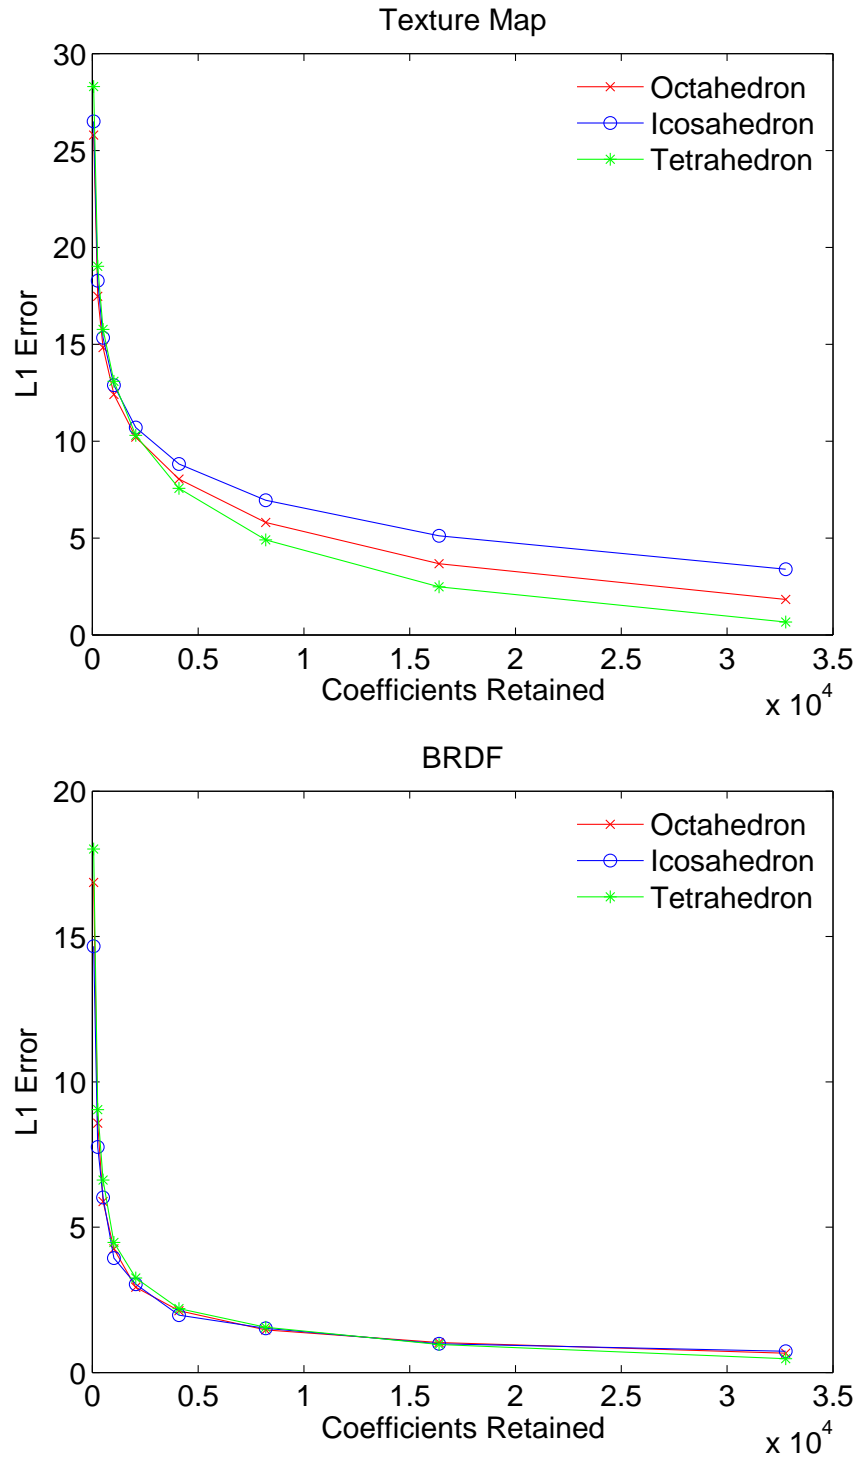 Texture Map
30
25
20
15
10
5
0
L1 Error
Octahedron
Icosahedron
Tetrahedron
0 0.5 1 1.5 2 2.5 3 3.5
Coefficients Retained
x 10^4
BRDF
20
15
10
5
0
L1 Error
Octahedron
Icosahedron
Tetrahedron
0 0.5 1 1.5 2 2.5 3 3.5
Coefficients Retained
x 10^4